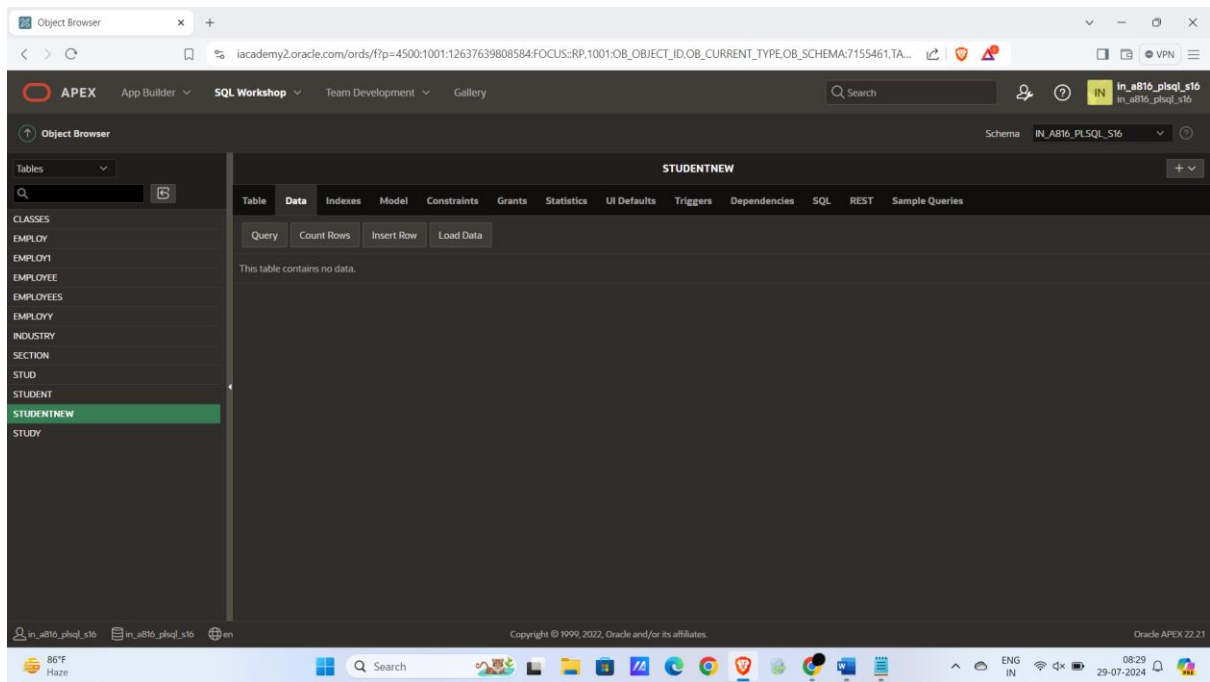 Object Browser
iacademy2.oracle.com/ords/f?p=4500:1001:12637639808584:FOCUS::RP,1001:OB_OBJECT_ID,OB_CURRENT_TYPE,OB_SCHEMA:7155461,TA...
VPN
APEX App Builder SQL Workshop Team Development Gallery
Search
IN
in_a816_plsql_s16
in_a816_plsql_s16
Object Browser
Schema IN_A816_PLSQL_S16
Tables
STUDENTNEW
Table Data Indexes Model Constraints Grants Statistics UI Defaults Triggers Dependencies SQL REST Sample Queries
CLASSES
EMPLOY
EMPLOY1
EMPLOYEE
EMPLOYEES
EMPLOYY
INDUSTRY
SECTION
STUD
STUDENT
STUDENTNEW
STUDY
Query Count Rows Insert Row Load Data
This table contains no data.
in_a816_plsql_s16 in_a816_plsql_s16 en
Copyright © 1999, 2022, Oracle and/or its affiliates.
Oracle APEX 22.2.1
86°F
Haze
Search
ENG
IN
08:29
29-07-2024